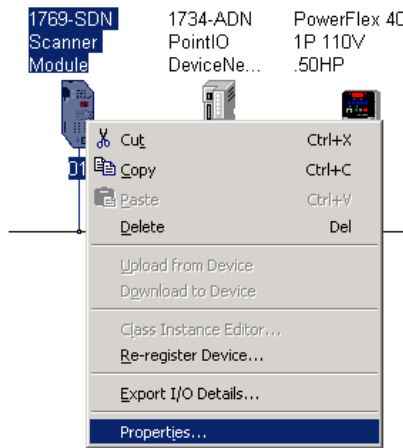 1769-SDN
Scanner
Module
1734-ADN
PointIO
DeviceNe...
PowerFlex 40
1P 110V
.50HP
01
Cut Ctrl+X
Copy Ctrl+C
Paste Ctrl+V
Delete Del
Upload from Device
Download to Device
Class Instance Editor...
Re-register Device...
Export I/O Details...
Properties...